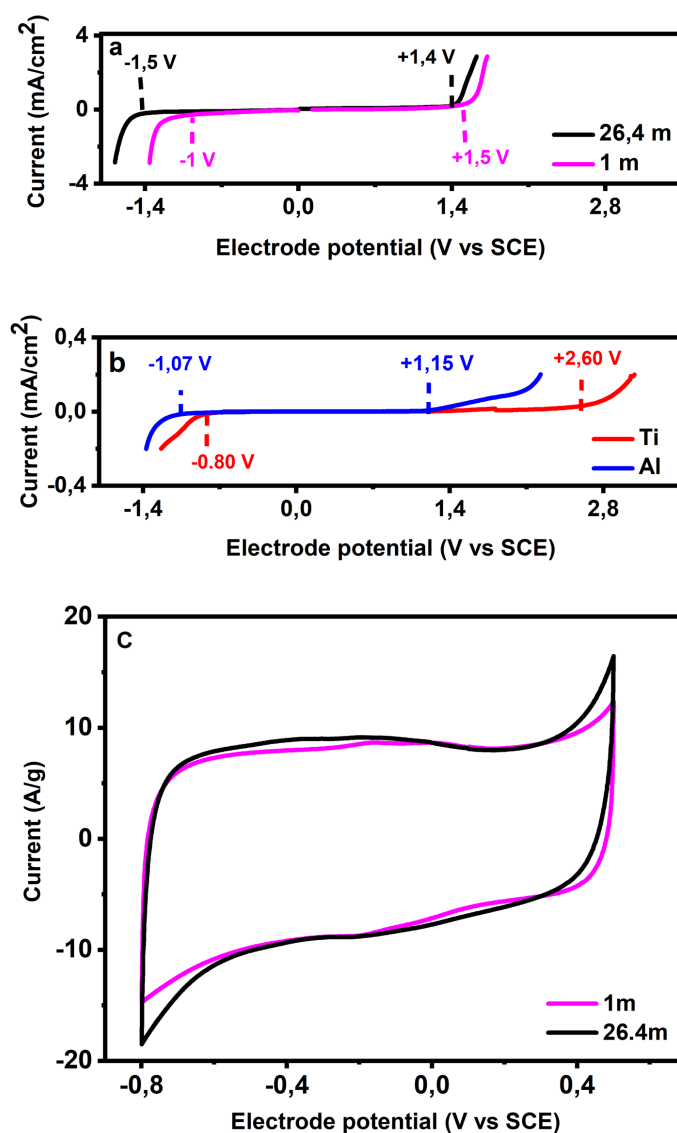 a
-1,5 V
+1,4 V
-1 V
+1,5 V
26,4 m
1 m
4
0
-4
Current (mA/cm²)
-1,4 0,0 1,4 2,8
Electrode potential (V vs SCE)
b
-1,07 V
+1,15 V
+2,60 V
-0.80 V
Ti
Al
0,4
0,0
-0,4
Current (mA/cm²)
-1,4 0,0 1,4 2,8
Electrode potential (V vs SCE)
C
20
10
0
-10
-20
Current (A/g)
1m
26.4m
-0,8 -0,4 0,0 0,4
Electrode potential (V vs SCE)